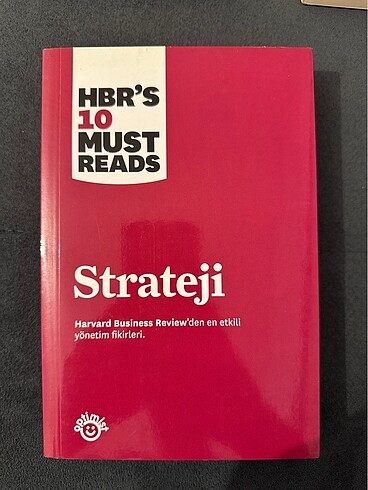 HBR'S
10
MUST
READS
Strateji
Harvard Business Review'den en etkili
yönetim fikirleri.
optimist